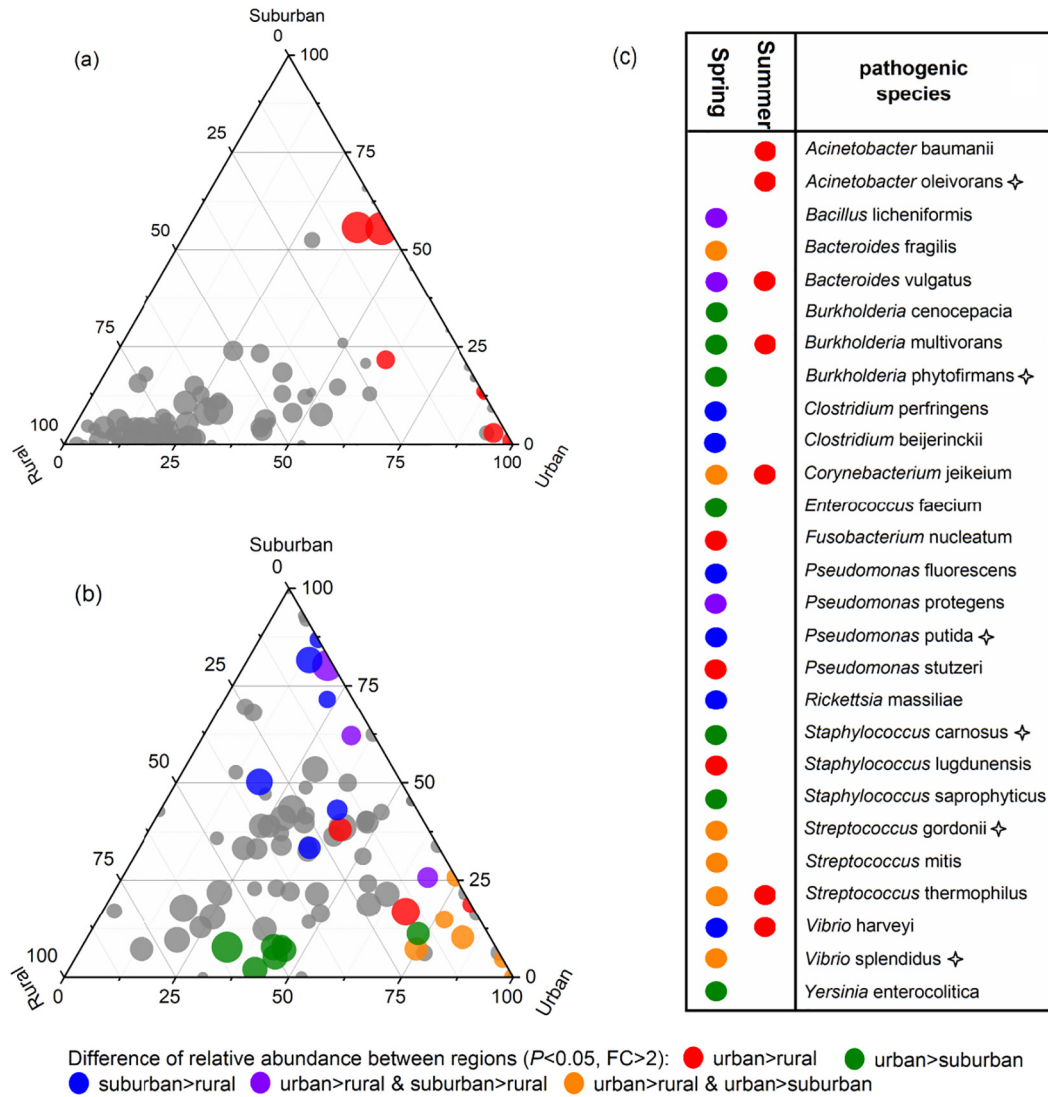 Suburban
0
(a)
100
25
75
50
50
75
25
100
0
0
25
50
75
100
Rural
Urban
Suburban
0
(b)
100
25
75
50
50
75
25
100
0
0
25
50
75
100
Rural
Urban
(c)
Spring
Summer
pathogenic
species
Acinetobacter baumanii
Acinetobacter oleivorans ✧
Bacillus licheniformis
Bacteroides fragilis
Bacteroides vulgatus
Burkholderia cenocepacia
Burkholderia multivorans
Burkholderia phytofirmans ✧
Clostridium perfringens
Clostridium beijerinckii
Corynebacterium jeikeium
Enterococcus faecium
Fusobacterium nucleatum
Pseudomonas fluorescens
Pseudomonas protegens
Pseudomonas putida ✧
Pseudomonas stutzeri
Rickettsia massiliae
Staphylococcus carnosus ✧
Staphylococcus lugdunensis
Staphylococcus saprophyticus
Streptococcus gordonii ✧
Streptococcus mitis
Streptococcus thermophilus
Vibrio harveyi
Vibrio splendidus ✧
Yersinia enterocolitica
Difference of relative abundance between regions (P<0.05, FC>2): urban>rural urban>suburban
suburban>rural urban>rural & suburban>rural urban>rural & urban>suburban